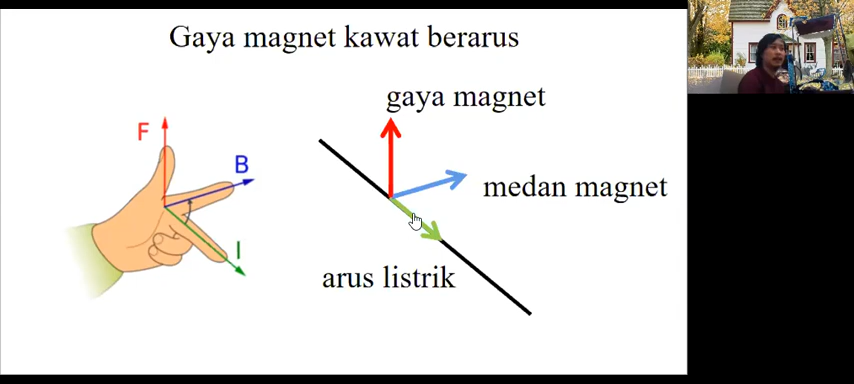 Gaya magnet kawat berarus
F
B
I
gaya magnet
medan magnet
arus listrik